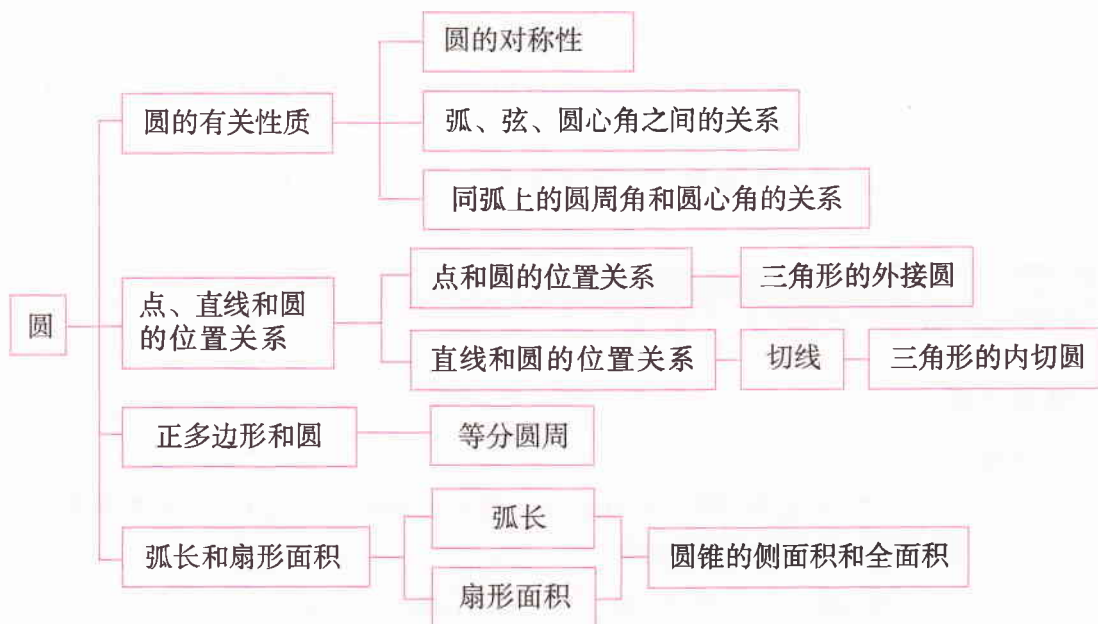 圆的对称性
圆的有关性质
弧、弦、圆心角之间的关系
同弧上的圆周角和圆心角的关系
圆
点、直线和圆
的位置关系
点和圆的位置关系
三角形的外接圆
直线和圆的位置关系
切线
三角形的内切圆
正多边形和圆
等分圆周
弧长和扇形面积
弧长
扇形面积
圆锥的侧面积和全面积